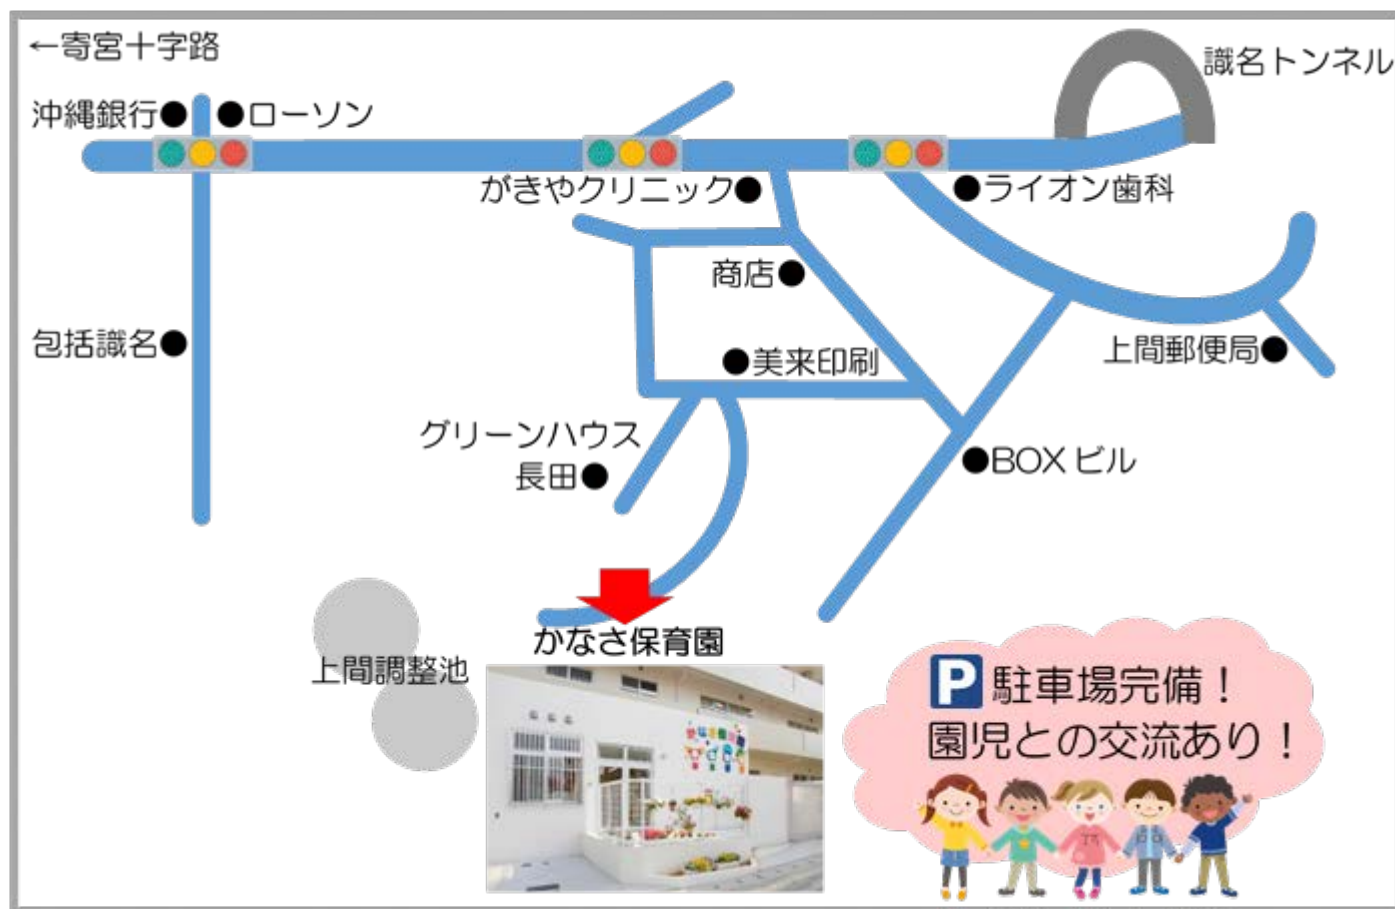 ←寄宮十字路
識名トンネル
沖縄銀行●
●ローソン
がきやクリニック●
●ライオン歯科
商店●
包括識名●
●美来印刷
上間郵便局●
グリーンハウス
長田●
●BOXビル
かなさ保育園
上間調整池
P 駐車場完備！
園児との交流あり！